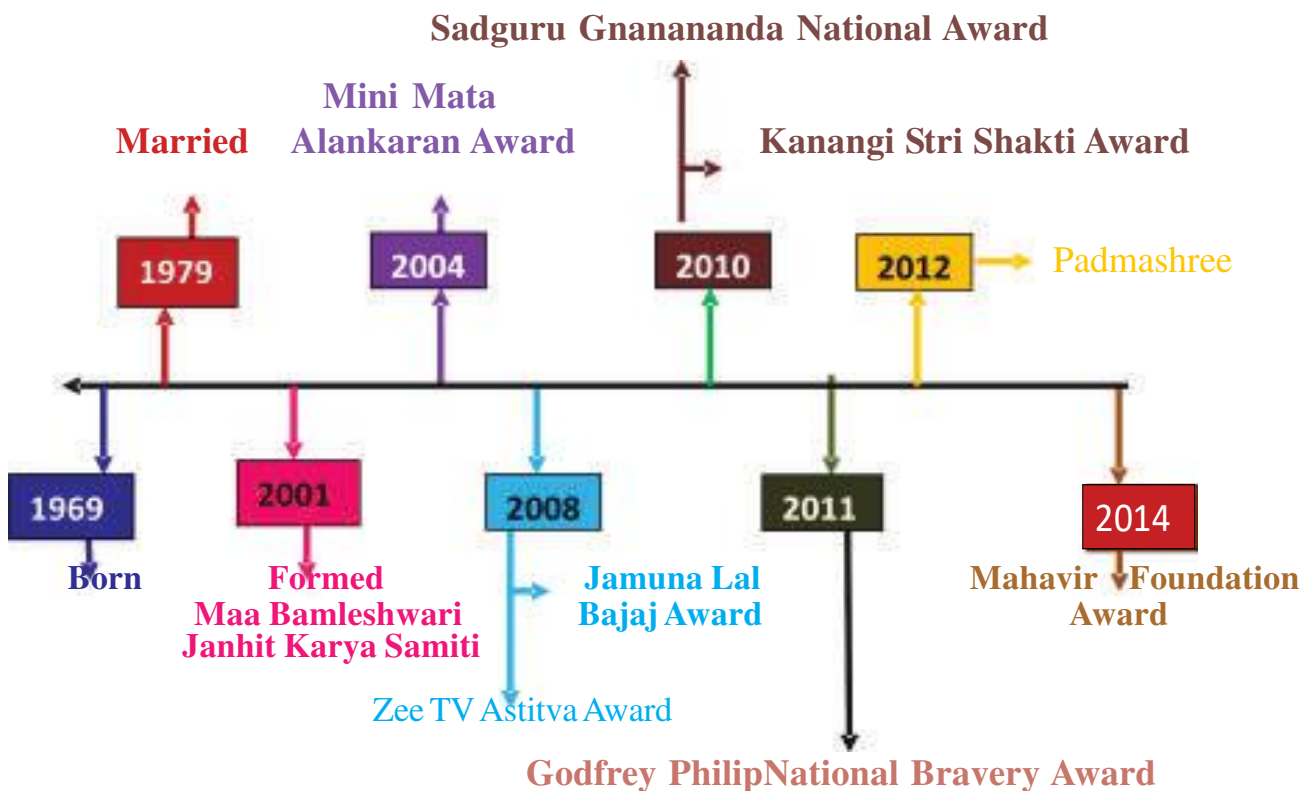 Sadguru Gnanananda National Award
Mini Mata
Alankaran Award
Married
Kanangi Stri Shakti Award
1979
2004
2010
2012
Padmashree
1969
2001
2008
2011
2014
Born
Formed
Maa Bamleshwari
Janhit Karya Samiti
Jamuna Lal
Bajaj Award
Mahavir Foundation
Award
Zee TV Astitva Award
Godfrey PhilipNational Bravery Award